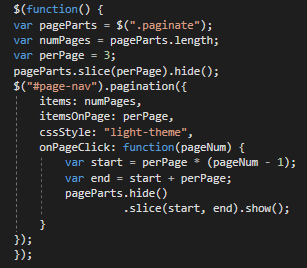 $(function() {
var pageParts = $(".paginate");
var numPages = pageParts.length;
var perPage = 3;
pageParts.slice(perPage).hide();
$("#page-nav").pagination({
    items: numPages,
    itemsOnPage: perPage,
    cssStyle: "light-theme",
    onPageClick: function(pageNum) {
        var start = perPage * (pageNum - 1);
        var end = start + perPage;
        pageParts.hide()
                 .slice(start, end).show();
    }
});
});